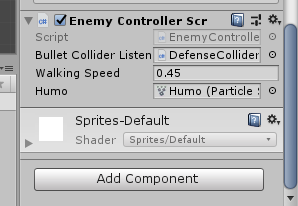 Enemy Controller Scr
Script EnemyControlle
Bullet Collider Listen DefenseCollider
Walking Speed 0.45
Humo Humo (Particle S
Sprites-Default
Shader Sprites/Default
Add Component